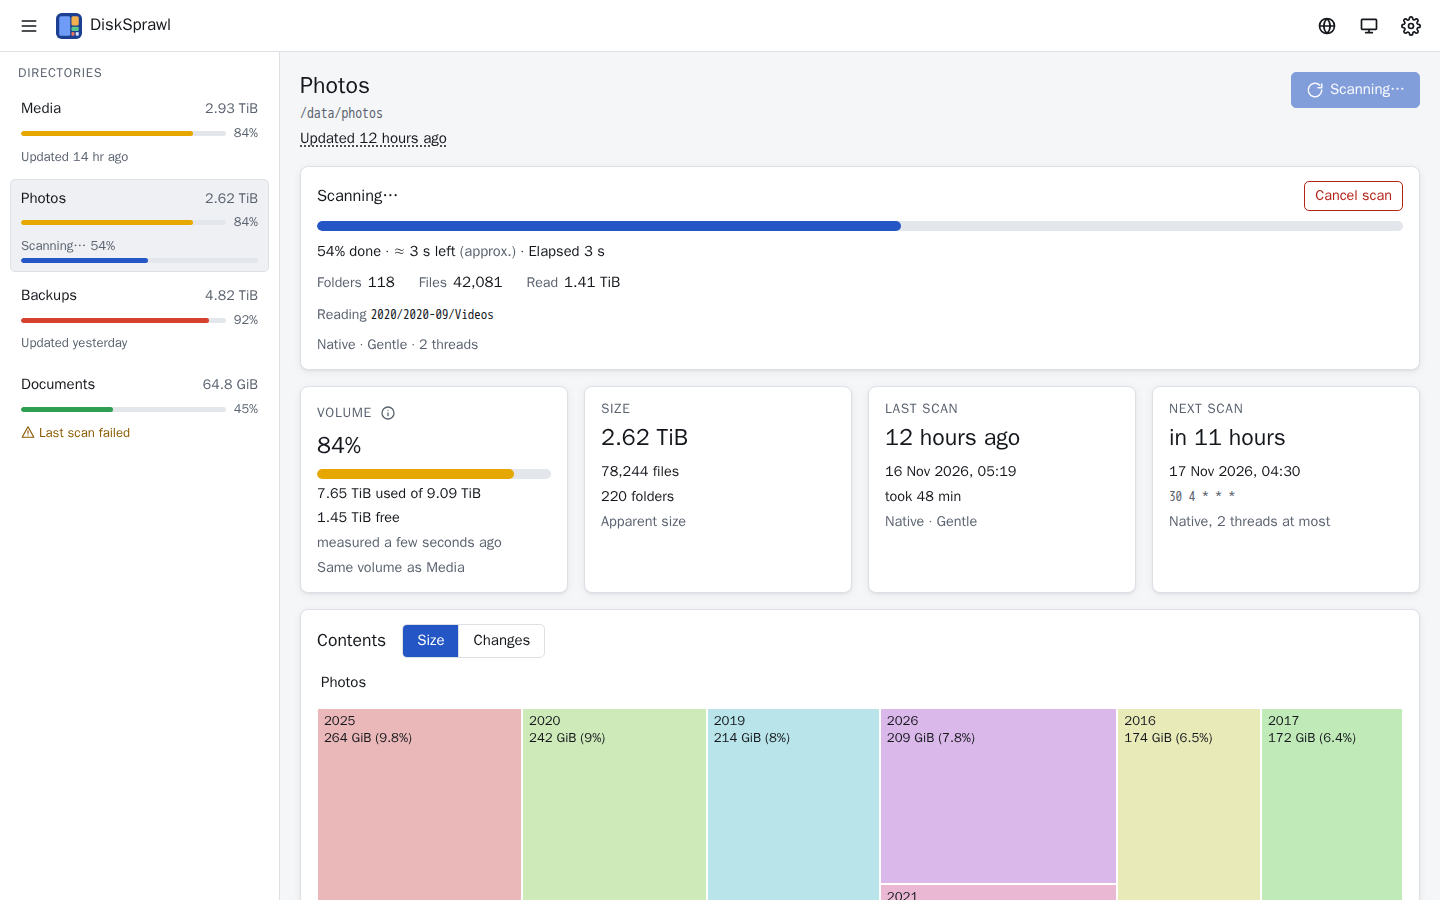 DiskSprawl
DIRECTORIES
Media 2.93 TiB
84%
Updated 14 hr ago
Photos 2.62 TiB
84%
Scanning··· 54%
Backups 4.82 TiB
92%
Updated yesterday
Documents 64.8 GiB
45%
Last scan failed
Photos
/data/photos
Updated 12 hours ago
Scanning···
Scanning···
Cancel scan
54% done · ≈ 3 s left (approx.) · Elapsed 3 s
Folders 118 Files 42,081 Read 1.41 TiB
Reading 2020/2020-09/Videos
Native · Gentle · 2 threads
VOLUME
84%
7.65 TiB used of 9.09 TiB
1.45 TiB free
measured a few seconds ago
Same volume as Media
SIZE
2.62 TiB
78,244 files
220 folders
Apparent size
LAST SCAN
12 hours ago
16 Nov 2026, 05:19
took 48 min
Native · Gentle
NEXT SCAN
in 11 hours
17 Nov 2026, 04:30
30 4 * * *
Native, 2 threads at most
Contents Size Changes
Photos
2025
264 GiB (9.8%)
2020
242 GiB (9%)
2019
214 GiB (8%)
2026
209 GiB (7.8%)
2016
174 GiB (6.5%)
2017
172 GiB (6.4%)
2021